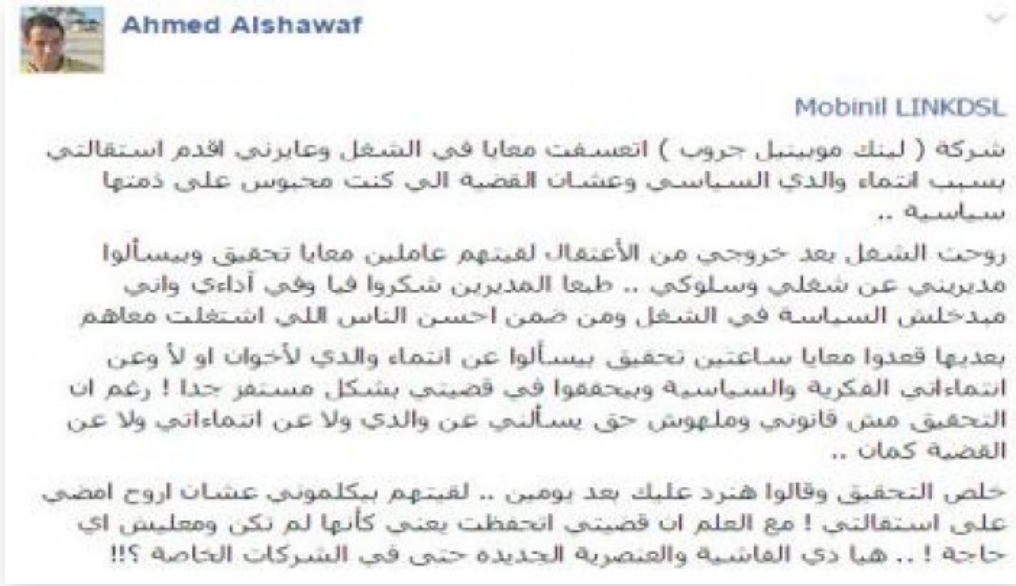 Ahmed Alshawaf
Mobinil LINKDSL
شركة ( لينك موبينيل جروب ) اتعسفت معايا في الشغل وعايزني اقدم استقالتي
بسبب انتماء والدي السياسي وعشان القضية الي كنت محبوس على ذمتها
سياسية ..
روحت الشغل بعد خروجي من الأعتقال لقيتهم عاملين معايا تحقيق وبيسألوا
مديريني عن شغلي وسلوكي .. طبعا المديرين شكروا فيا وفي آداءي واني
مبدخلش السياسة في الشغل ومن ضمن احسن الناس اللي اشتغلت معاهم
بعديها قعدوا معايا ساعتين تحقيق بيسألوا عن انتماء والدي لأخوان او لأ وعن
انتماءاتي الفكرية والسياسية وبيحققوا في قضيتي بشكل مستفز جدا ! رغم ان
التحقيق مش قانوني وملهوش حق يسألني عن والدي ولا عن انتماءاتي ولا عن
القضية كمان ..
خلص التحقيق وقالوا هنرد عليك بعد يومين .. لقيتهم بيكلموني عشان اروح امضي
على استقالتي ! مع العلم ان قضيتي اتحفظت يعني كأنها لم تكن ومعليش اي
حاجة ! .. هيا دي الفاشية والعنصرية الجديده حتى في الشركات الخاصة ؟!!